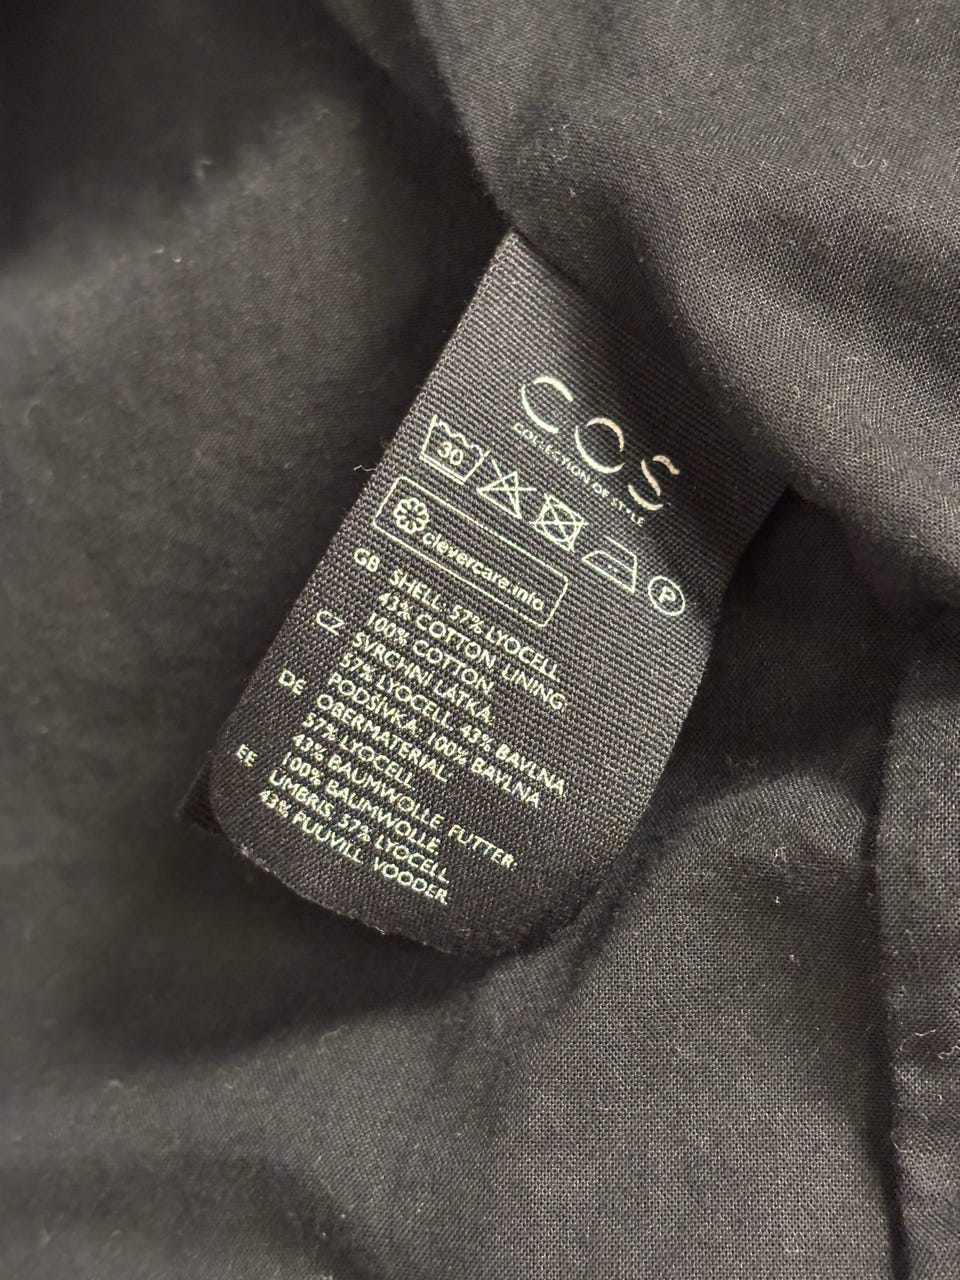 COS
COLLECTION OF STYLE
30 P
clevercare.info
GB SHELL: 57% LYOCELL
43% COTTON LINING
100% COTTON
CZ SVRCHNÍ LÁTKA.
57% LYOCELL, 43% BAVLNA
PODŠÍVKA 100% BAVLNA
DE OBERMATERIAL
57% LYOCELL.
43% BAUMWOLLE FUTTER:
100% BAUMWOLLE.
EE ÜMBRIS: 57% LYOCELL,
43% PUUVILL VOODER.